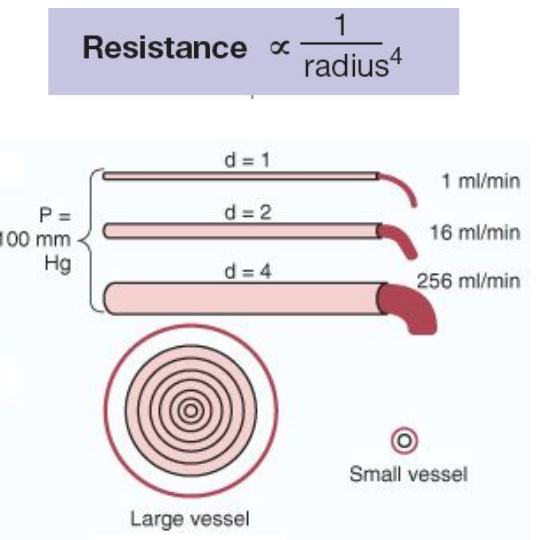 Resistance ∝ 1
radius⁴
d = 1
1 ml/min
P =
100 mm
Hg
d = 2
16 ml/min
d = 4
256 ml/min
Small vessel
Large vessel